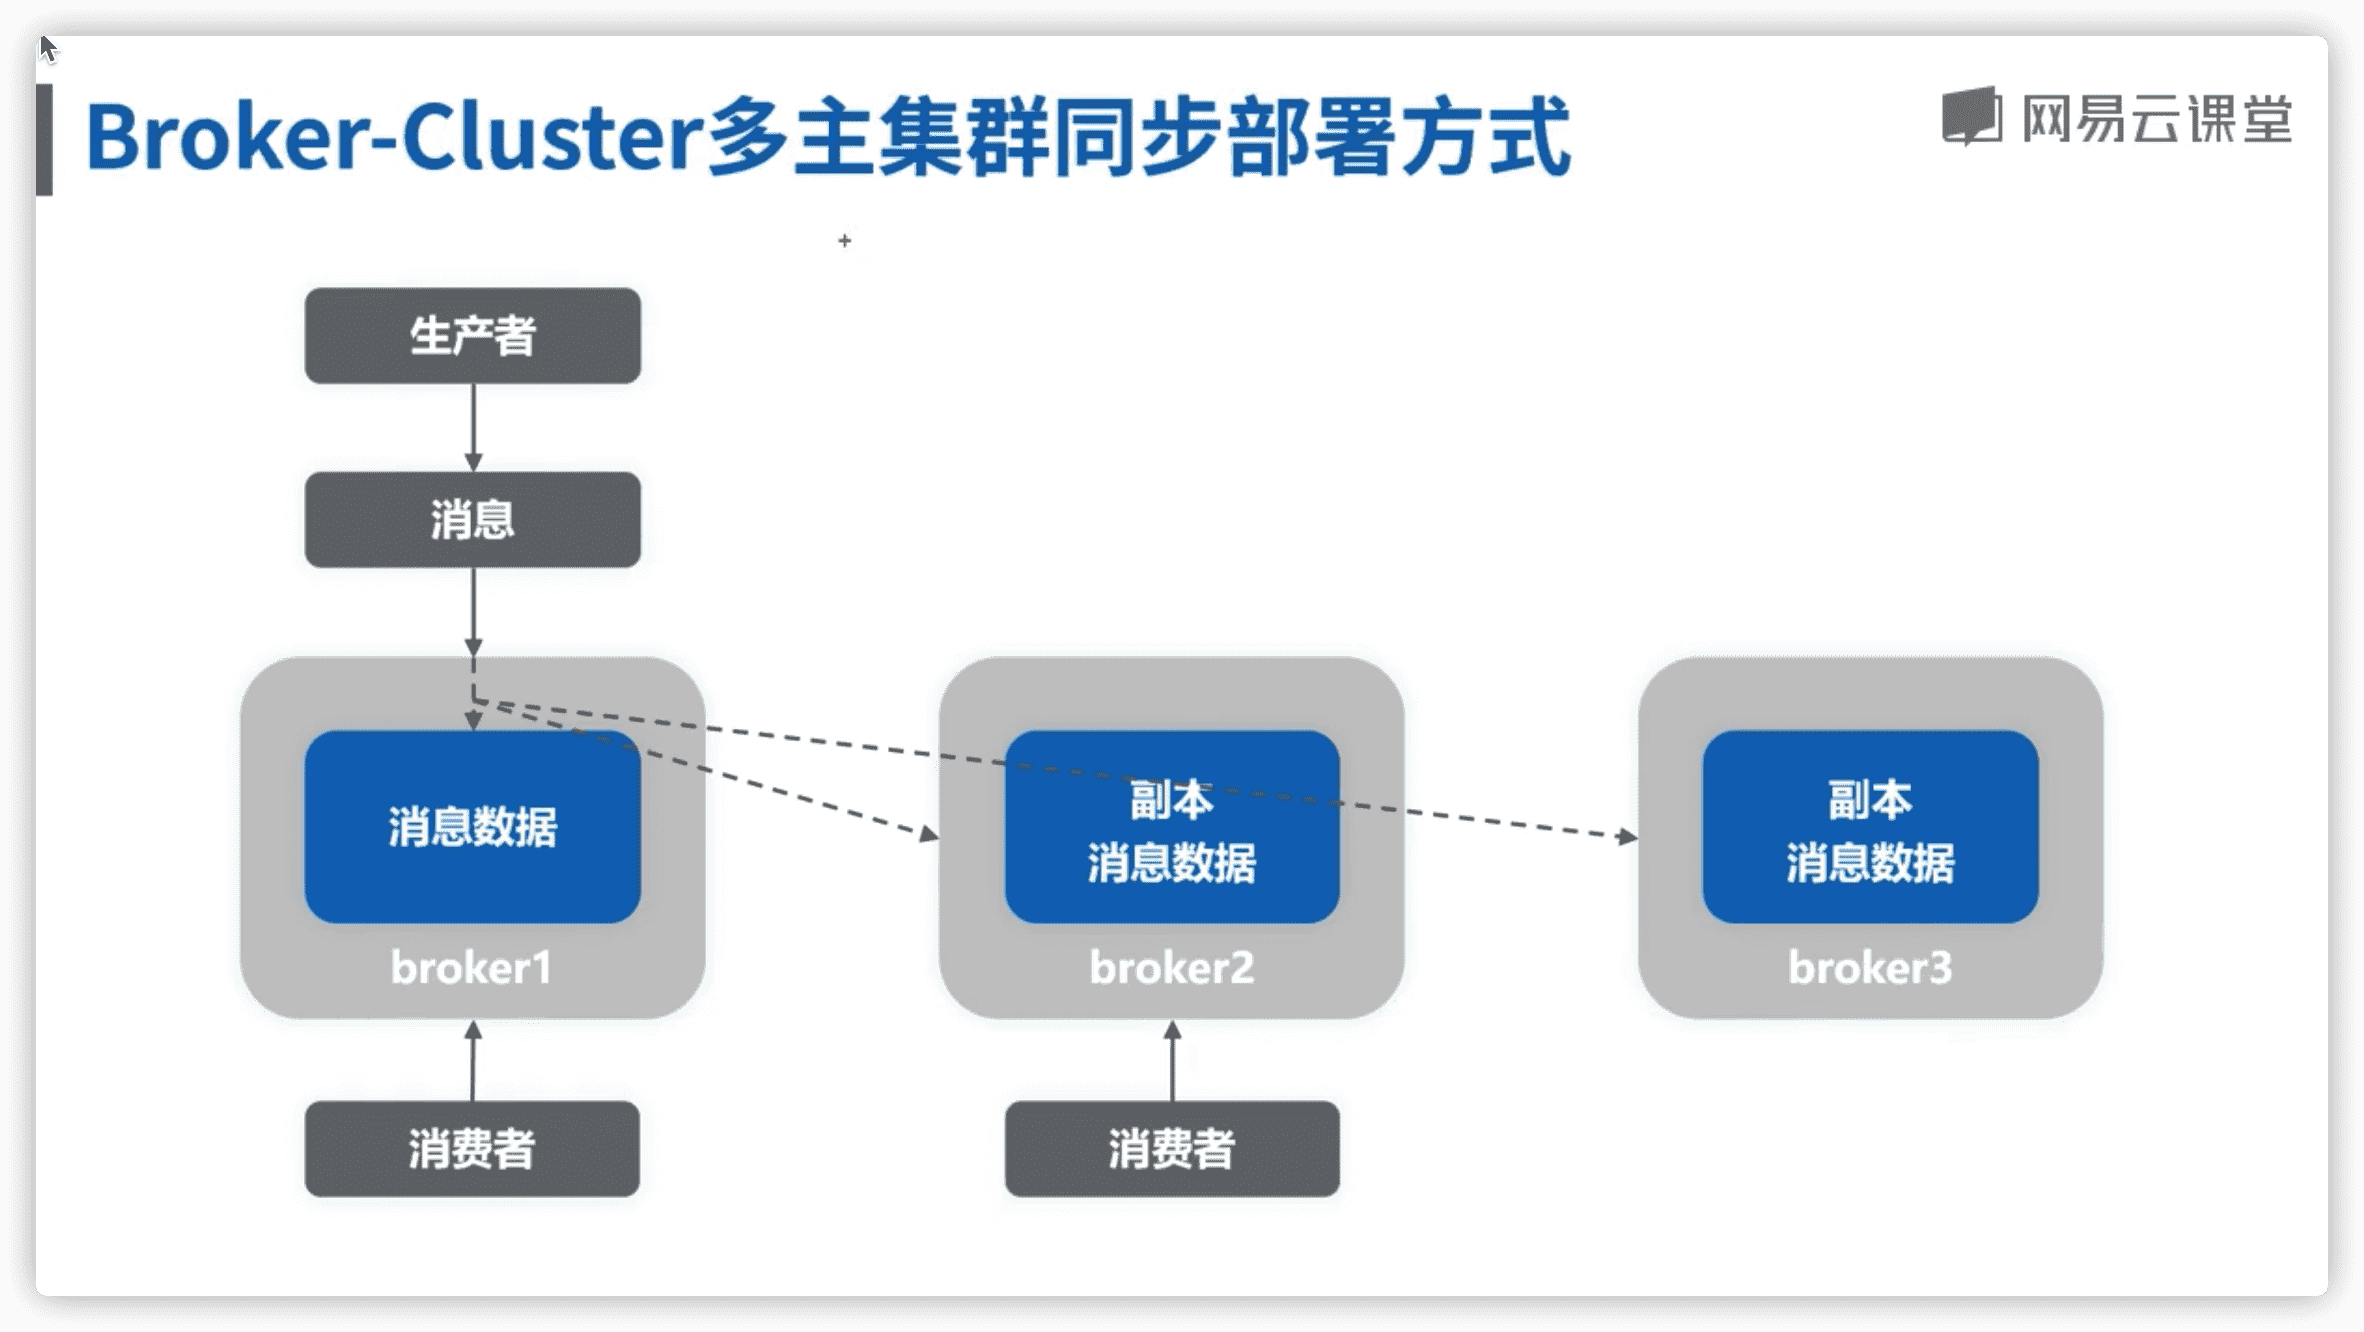 Broker-Cluster多主集群同步部署方式
网易云课堂
生产者
消息
消息数据
broker1
副本
消息数据
broker2
副本
消息数据
broker3
消费者
消费者